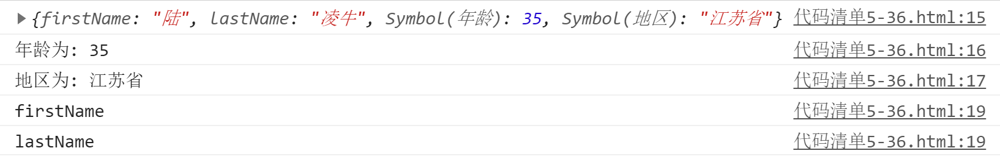 ▶{firstName: "陆", lastName: "凌牛", Symbol(年龄): 35, Symbol(地区): "江苏省"} 代码清单5-36.html:15
年龄为: 35 代码清单5-36.html:16
地区为: 江苏省 代码清单5-36.html:17
firstName 代码清单5-36.html:19
lastName 代码清单5-36.html:19